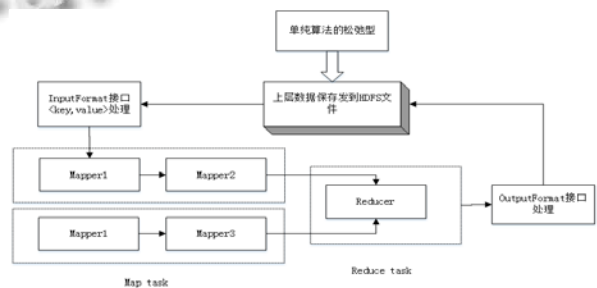 单纯算法的松弛型
InputFormat接口
<key,value>处理
上层数据保存发到HDFS文
件
Mapper1
Mapper2
Reducer
OutputFormat接口
处理
Mapper1
Mapper3
Reduce task
Map task